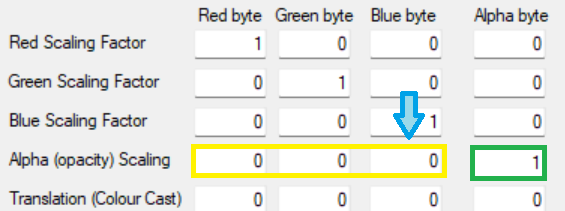 Red byte Green byte Blue byte Alpha byte
Red Scaling Factor 1 0 0 0
Green Scaling Factor 0 1 0 0
Blue Scaling Factor 0 0 1 0
Alpha (opacity) Scaling 0 0 0 1
Translation (Colour Cast) 0 0 0 0